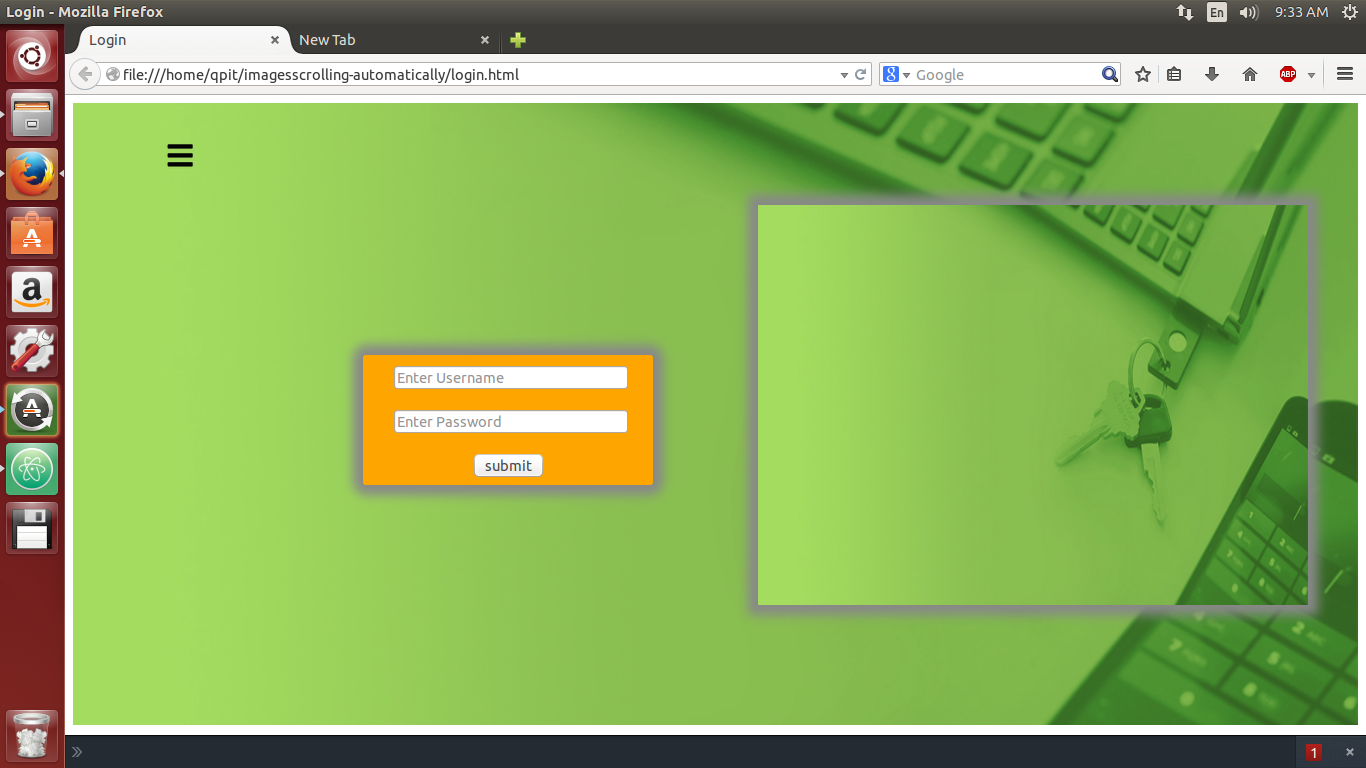 Login - Mozilla Firefox
En
9:33 AM
Login
New Tab
file:///home/qpit/imagesscrolling-automatically/login.html
8
Google
ABP
a
A
A
Enter Username
Enter Password
submit
1